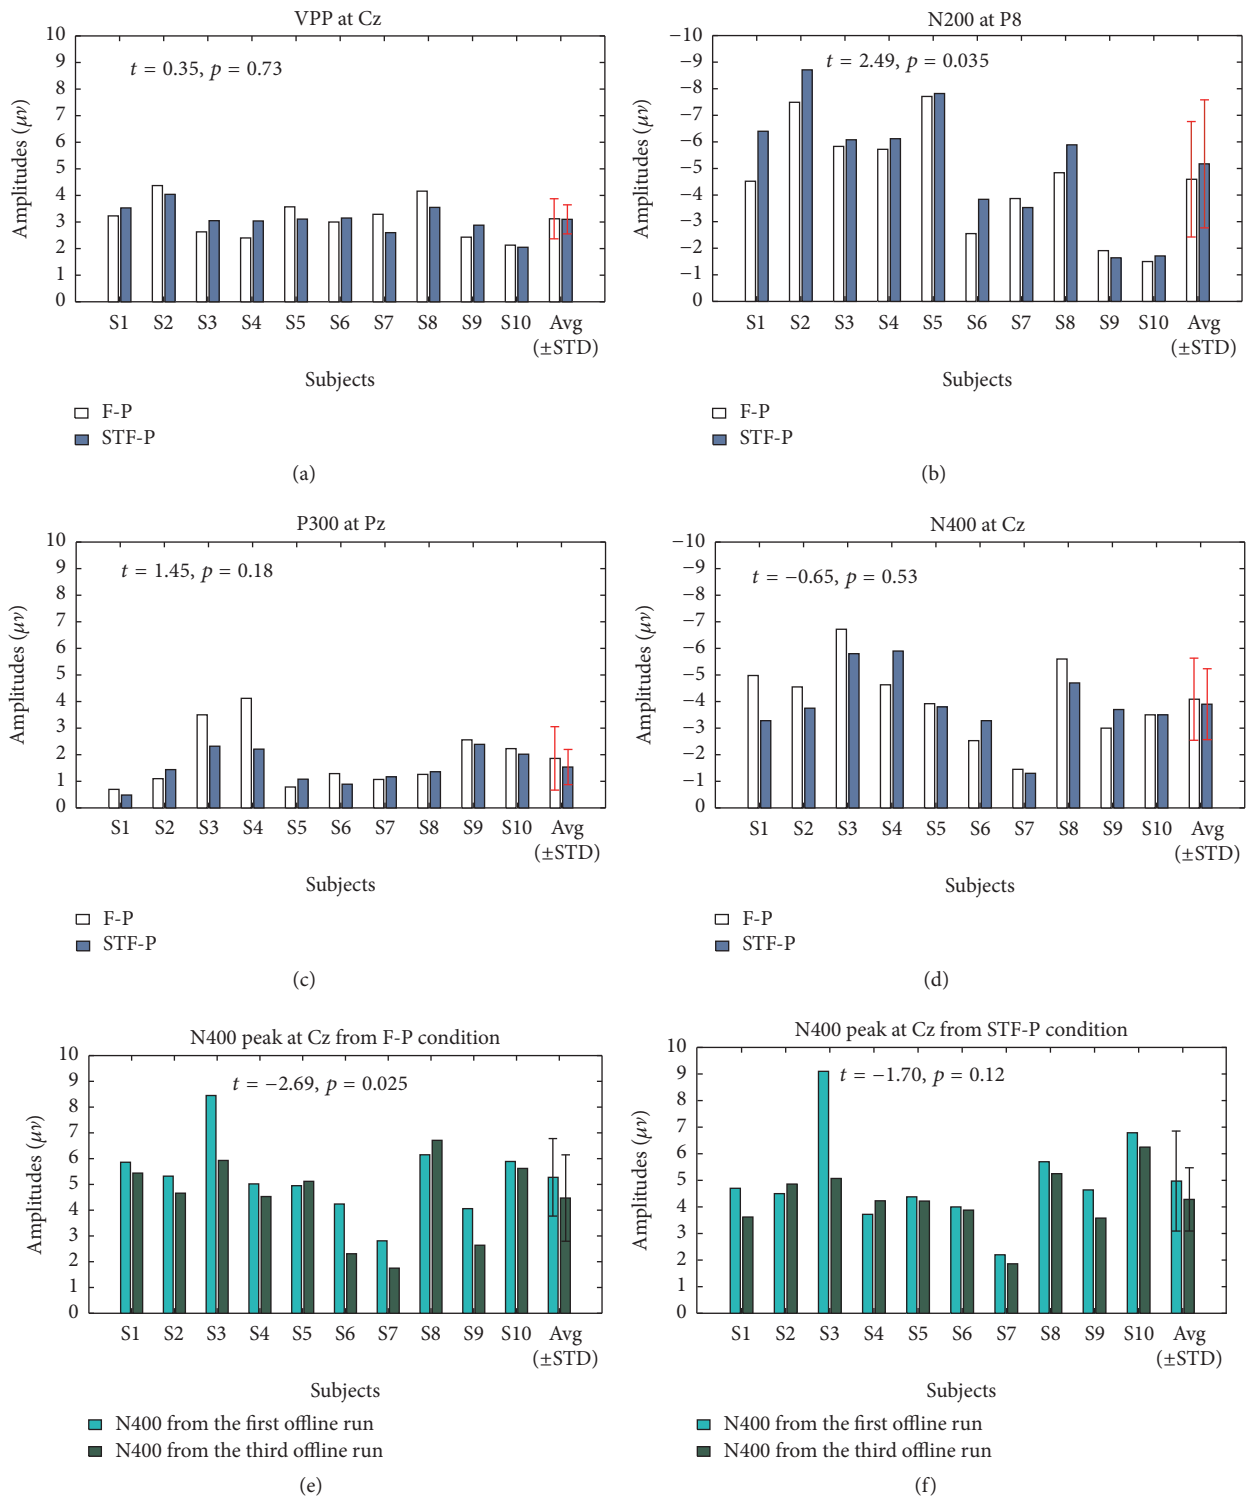 VPP at Cz
10
9
8
7
6
5
4
3
2
1
0
Amplitudes (μv)
t = 0.35, p = 0.73
S1 S2 S3 S4 S5 S6 S7 S8 S9 S10 Avg
(±STD)
Subjects
F-P
STF-P
(a)
N200 at P8
−10
−9
−8
−7
−6
−5
−4
−3
−2
−1
0
Amplitudes (μv)
t = 2.49, p = 0.035
S1 S2 S3 S4 S5 S6 S7 S8 S9 S10 Avg
(±STD)
Subjects
F-P
STF-P
(b)
P300 at Pz
10
9
8
7
6
5
4
3
2
1
0
Amplitudes (μv)
t = 1.45, p = 0.18
S1 S2 S3 S4 S5 S6 S7 S8 S9 S10 Avg
(±STD)
Subjects
F-P
STF-P
(c)
N400 at Cz
−10
−9
−8
−7
−6
−5
−4
−3
−2
−1
0
Amplitudes (μv)
t = −0.65, p = 0.53
S1 S2 S3 S4 S5 S6 S7 S8 S9 S10 Avg
(±STD)
Subjects
F-P
STF-P
(d)
N400 peak at Cz from F-P condition
10
9
8
7
6
5
4
3
2
1
0
Amplitudes (μv)
t = −2.69, p = 0.025
S1 S2 S3 S4 S5 S6 S7 S8 S9 S10 Avg
(±STD)
Subjects
N400 from the first offline run
N400 from the third offline run
(e)
N400 peak at Cz from STF-P condition
10
9
8
7
6
5
4
3
2
1
0
Amplitudes (μv)
t = −1.70, p = 0.12
S1 S2 S3 S4 S5 S6 S7 S8 S9 S10 Avg
(±STD)
Subjects
N400 from the first offline run
N400 from the third offline run
(f)